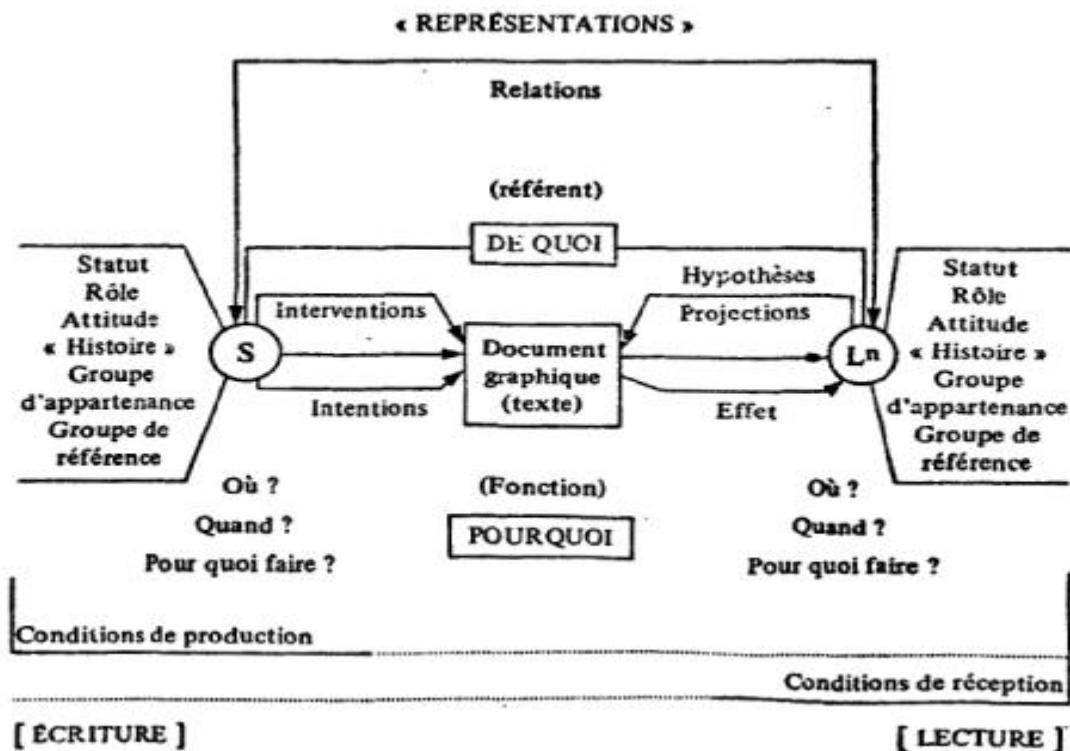 « REPRÉSENTATIONS »
Relations
(référent)
DE QUOI
Statut
Rôle
Attitude
« Histoire »
Groupe
d'appartenance
Groupe de
référence
S
Interventions
Intentions
Document
graphique
(texte)
Hypothèses
Projections
Effet
Lⁿ
Statut
Rôle
Attitude
« Histoire »
Groupe
d'appartenance
Groupe de
référence
Où ?
Quand ?
Pour quoi faire ?
(Fonction)
POURQUOI
Où ?
Quand ?
Pour quoi faire ?
Conditions de production
Conditions de réception
[ ÉCRITURE ]
[ LECTURE ]